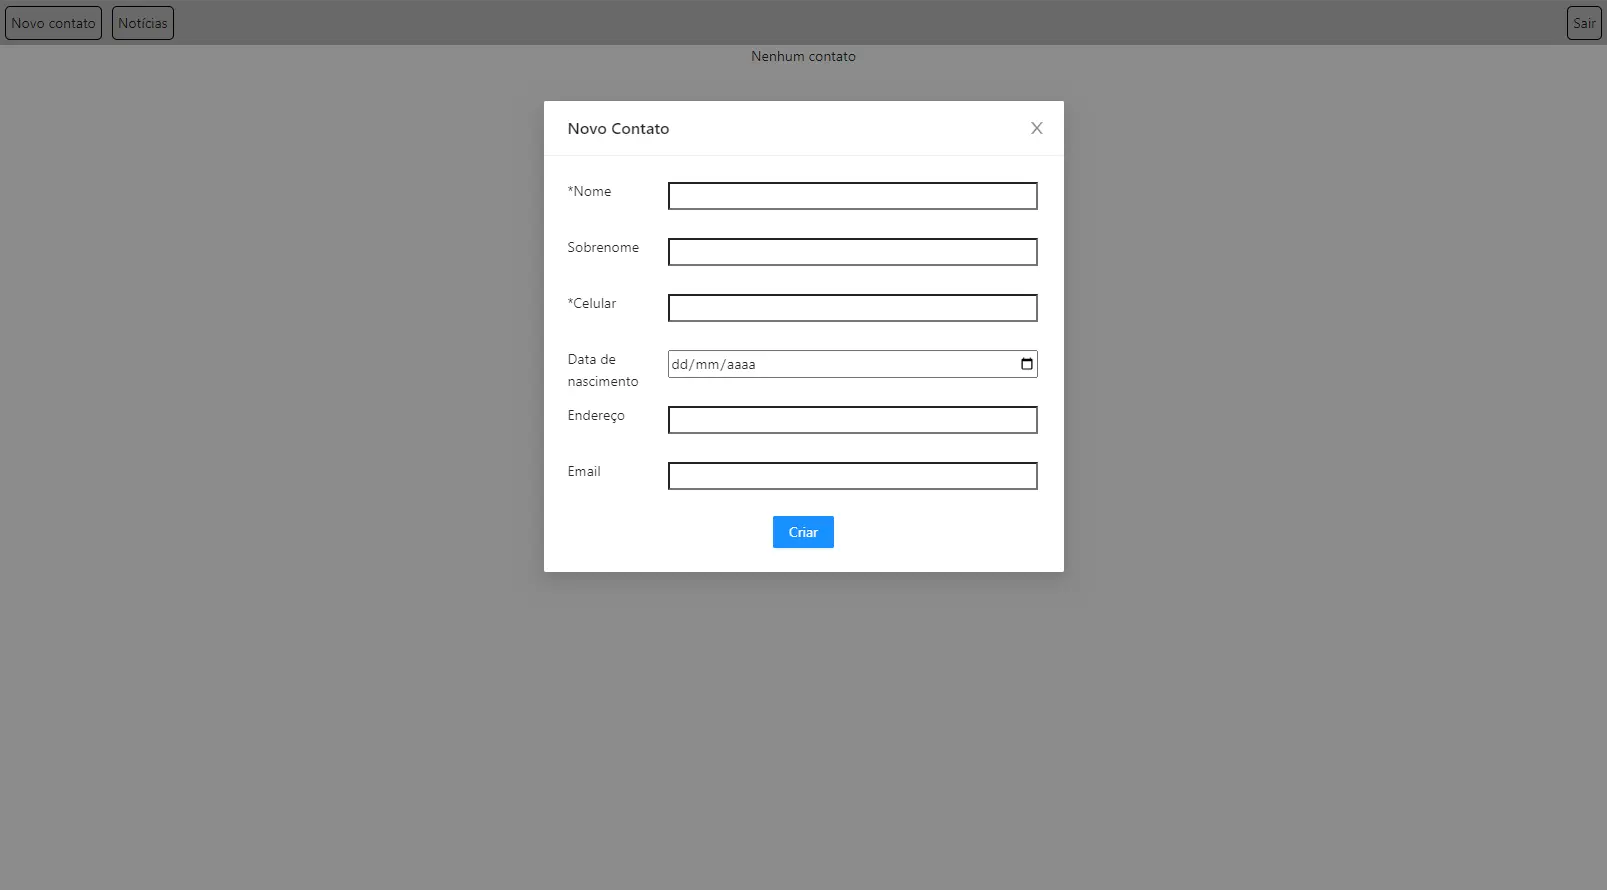 Novo contato
Notícias
Sair
Nenhum contato
Novo Contato
*Nome
Sobrenome
*Celular
Data de
nascimento
dd/mm/aaaa
Endereço
Email
Criar